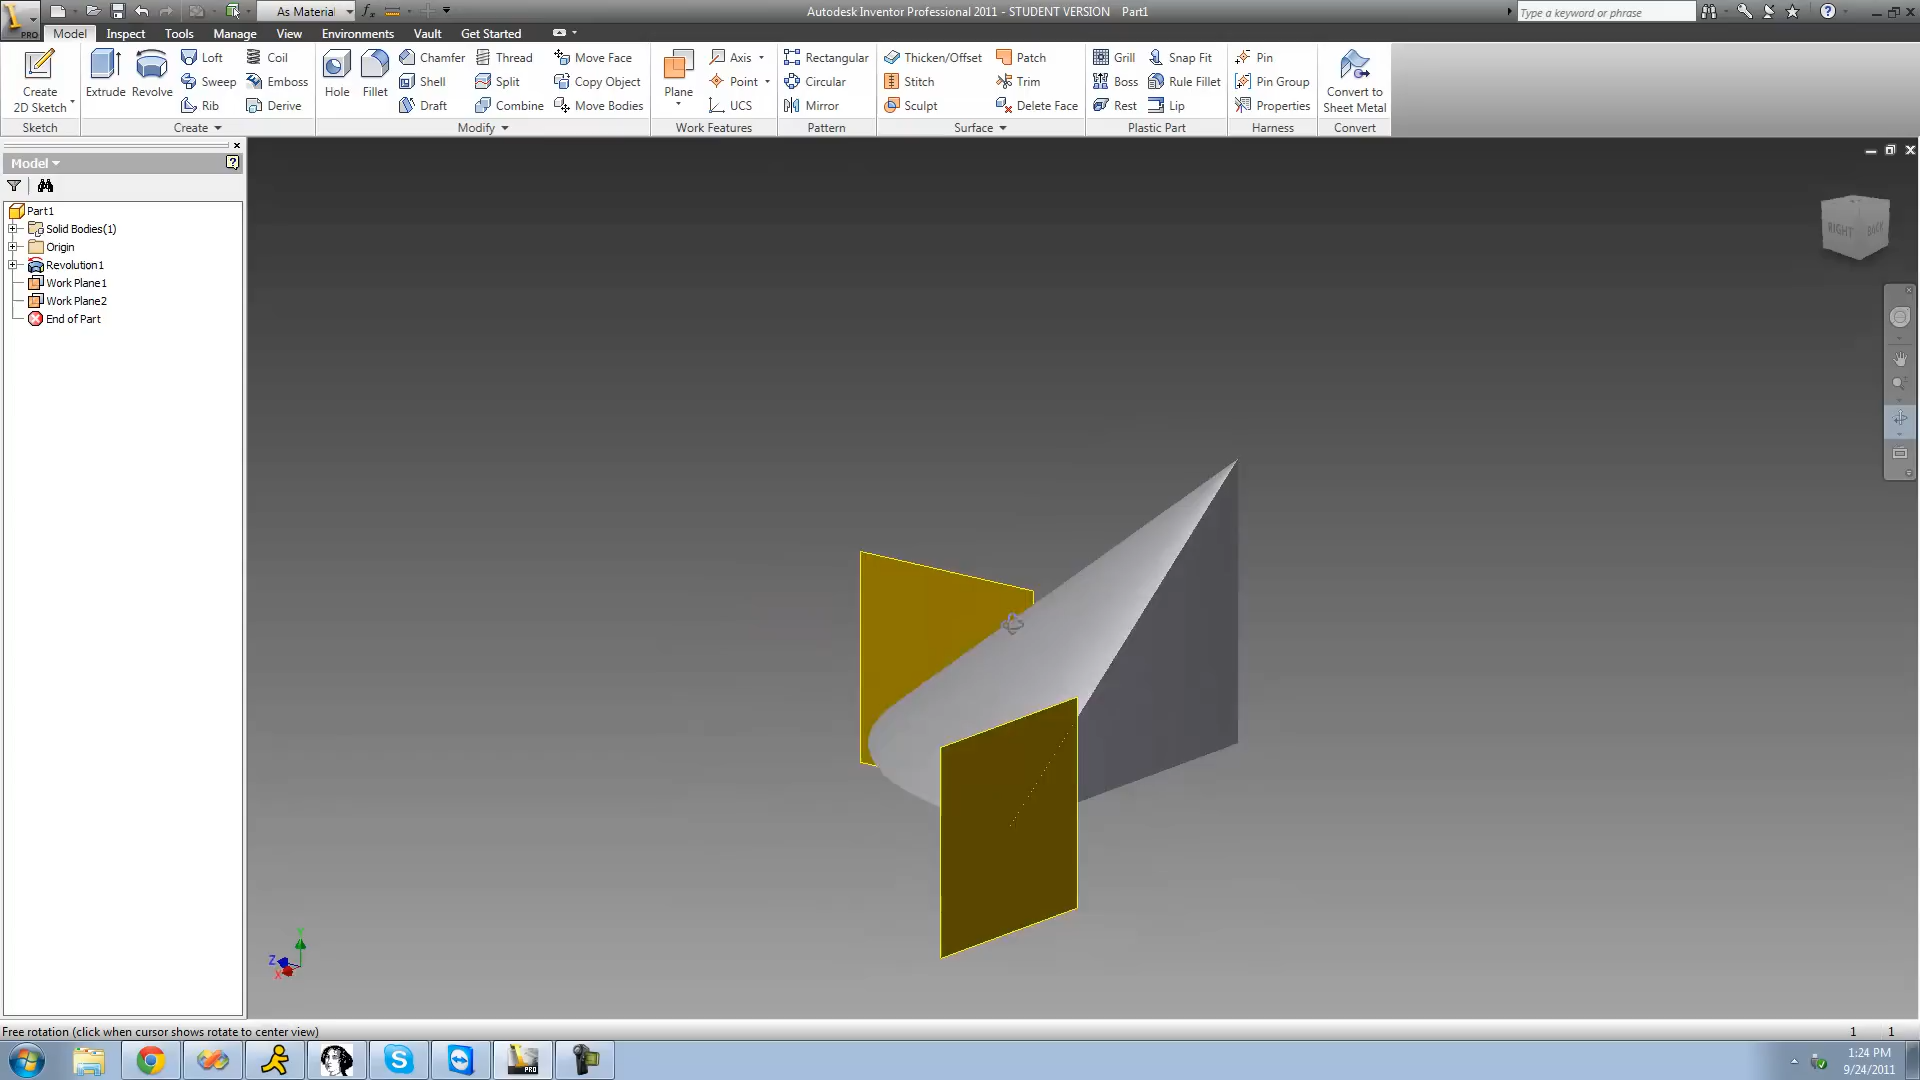 PRO
As Material
Autodesk Inventor Professional 2011 - STUDENT VERSION Part1
Type a keyword or phrase
Model Inspect Tools Manage View Environments Vault Get Started
Create
2D Sketch
Extrude
Revolve
Loft
Sweep
Rib
Coil
Emboss
Derive
Hole
Fillet
Chamfer
Shell
Draft
Thread
Split
Combine
Move Face
Copy Object
Move Bodies
Plane
Axis
Point
UCS
Rectangular
Circular
Mirror
Thicken/Offset
Stitch
Sculpt
Patch
Trim
Delete Face
Grill
Boss
Rest
Snap Fit
Rule Fillet
Lip
Pin
Pin Group
Properties
Convert to
Sheet Metal
Sketch Create Modify Work Features Pattern Surface Plastic Part Harness Convert
Model
Part1
Solid Bodies(1)
Origin
Revolution1
Work Plane1
Work Plane2
End of Part
RIGHT BACK
Y
Z
X
Free rotation (click when cursor shows rotate to center view)
1 1
PRO
1:24 PM
9/24/2011